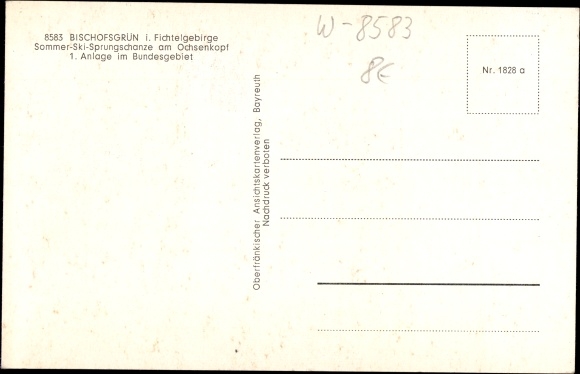 8583 BISCHOFSGRÜN i. Fichtelgebirge
Sommer-Ski-Sprungschanze am Ochsenkopf
1. Anlage im Bundesgebiet
W-8583
8€
Nr. 1828 a
Oberfränkischer Ansichtskartenverlag, Bayreuth
Nachdruck verboten